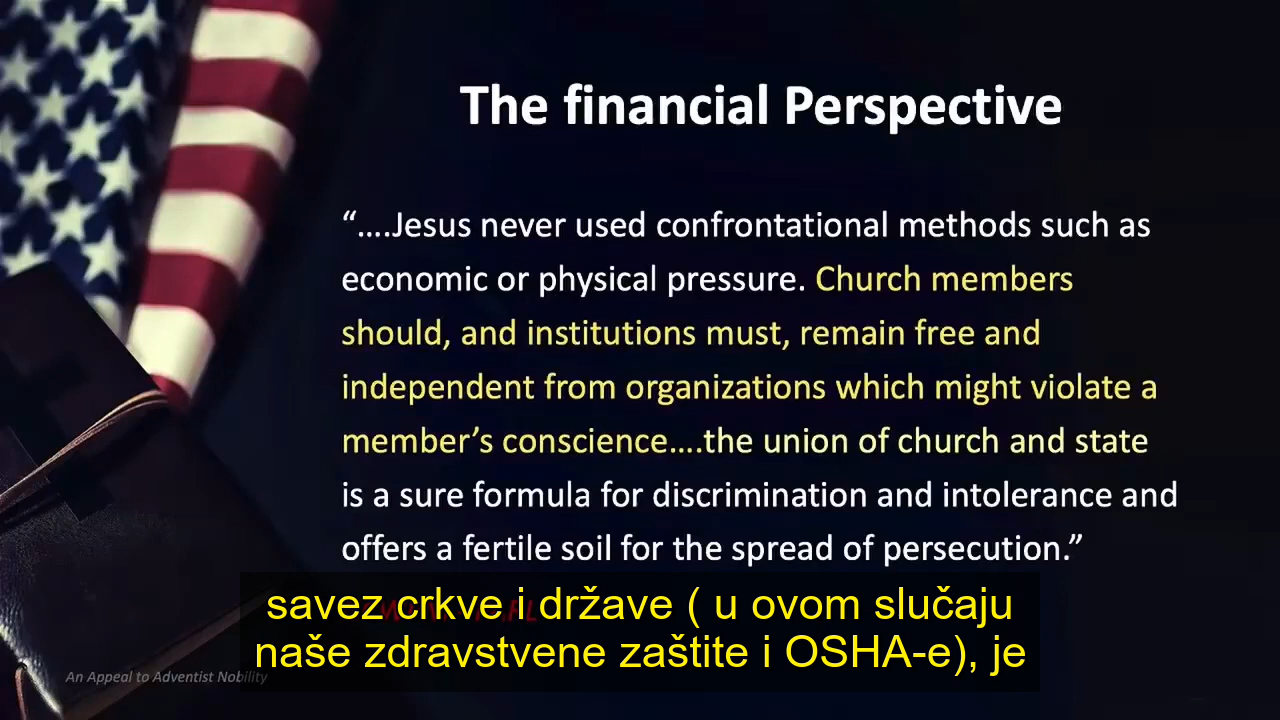 The financial Perspective
“....Jesus never used confrontational methods such as
economic or physical pressure. Church members
should, and institutions must, remain free and
independent from organizations which might violate a
member’s conscience....the union of church and state
is a sure formula for discrimination and intolerance and
offers a fertile soil for the spread of persecution.”
savez crkve i države ( u ovom slučaju
naše zdravstvene zaštite i OSHA-e), je
An Appeal to Adventist Nobility